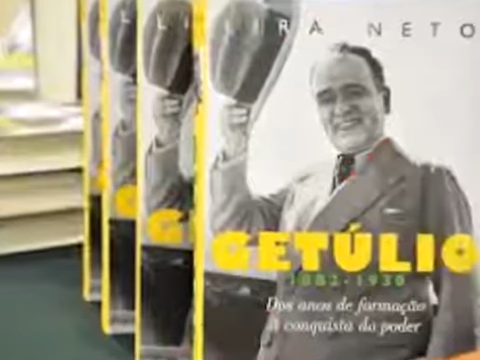 LIRA NETO
GETÚLIO
1882-1930
Dos anos de formação
à conquista do poder